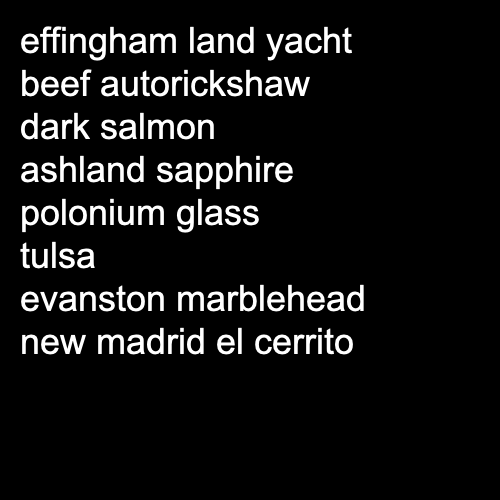 effingham land yacht
beef autorickshaw
dark salmon
ashland sapphire
polonium glass
tulsa
evanston marblehead
new madrid el cerrito